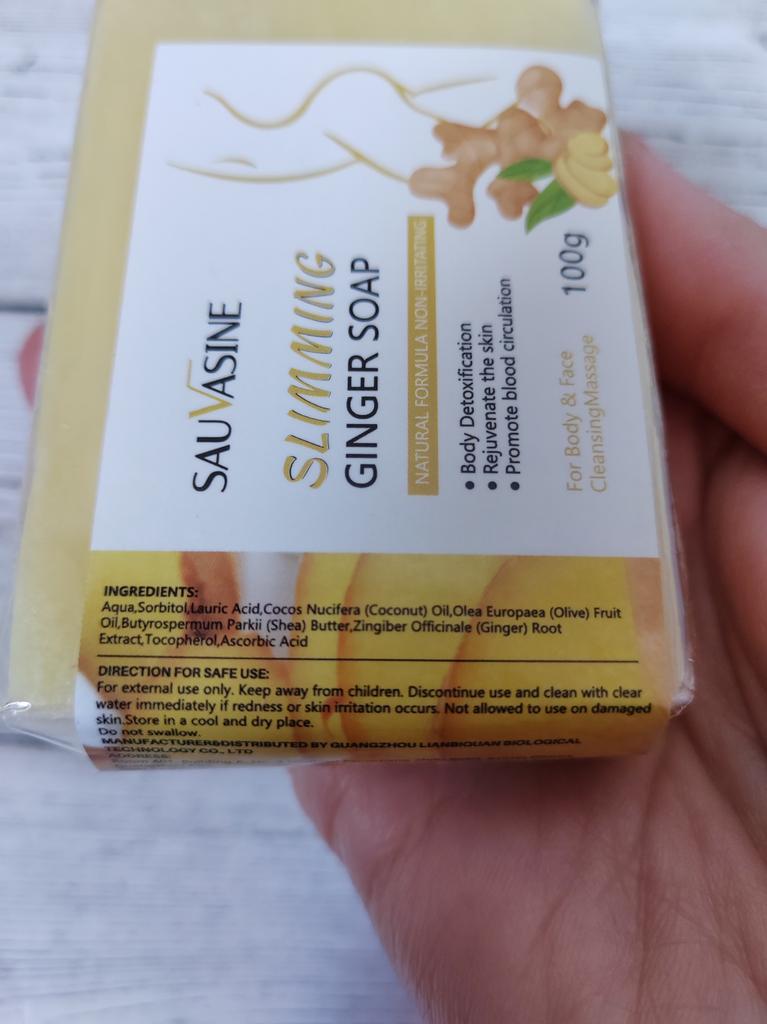 SAUVASINE
SLIMMING
GINGER SOAP
NATURAL FORMULA NON-IRRITATING
• Body Detoxification
• Rejuvenate the skin
• Promote blood circulation
For Body & Face
CleansingMassage
100g
INGREDIENTS:
Aqua,Sorbitol,Lauric Acid,Cocos Nucifera (Coconut) Oil,Olea Europaea (Olive) Fruit
Oil,Butyrospermum Parkii (Shea) Butter,Zingiber Officinale (Ginger) Root
Extract,Tocopherol,Ascorbic Acid
DIRECTION FOR SAFE USE:
For external use only. Keep away from children. Discontinue use and clean with clear
water immediately if redness or skin irritation occurs. Not allowed to use on damaged
skin.Store in a cool and dry place.
Do not swallow.
MANUFACTURER&DISTRIBUTED BY GUANGZHOU LIANBIQUAN BIOLOGICAL
TECHNOLOGY CO., LTD
ADDRESS: